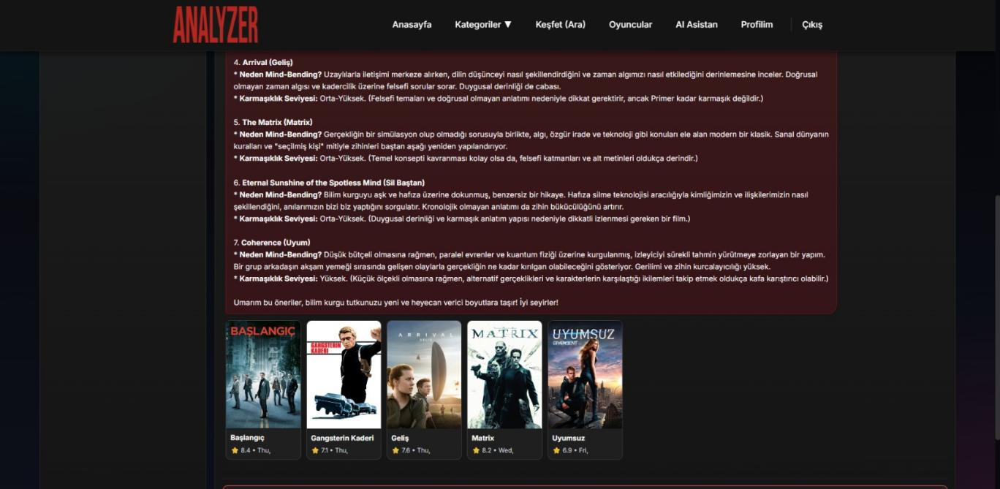 ANALYZER
Anasayfa Kategoriler ▼ Keşfet (Ara) Oyuncular AI Asistan Profilim Çıkış
4. Arrival (Geliş)
* Neden Mind-Bending? Uzaylılarla iletişimi merkeze alırken, dilin düşünceyi nasıl şekillendirdiğini ve zaman algımızı nasıl etkilediğini derinlemesine inceler. Doğrusal
olmayan zaman algısı ve kadercilik üzerine felsefi sorular sorar. Duygusal derinliği de cabası.
* Karmaşıklık Seviyesi: Orta-Yüksek. (Felsefi temaları ve doğrusal olmayan anlatımı nedeniyle dikkat gerektirir, ancak Primer kadar karmaşık değildir.)
5. The Matrix (Matrix)
* Neden Mind-Bending? Gerçekliğin bir simülasyon olup olmadığı sorusuyla birlikte, algı, özgür irade ve teknoloji gibi konuları ele alan modern bir klasik. Sanal dünyanın
kuralları ve "seçilmiş kişi" mitiyle zihinleri baştan aşağı yeniden yapılandırıyor.
* Karmaşıklık Seviyesi: Orta-Yüksek. (Temel konsepti kavranması kolay olsa da, felsefi katmanları ve alt metinleri oldukça derindir.)
6. Eternal Sunshine of the Spotless Mind (Sil Baştan)
* Neden Mind-Bending? Bilim kurguyu aşk ve hafıza üzerine dokunmuş, benzersiz bir hikaye. Hafıza silme teknolojisi aracılığıyla kimliğimizin ve ilişkilerimizin nasıl
şekillendiğini, anılarımızın bizi biz yaptığını sorgulatır. Kronolojik olmayan anlatımı da zihin bükücülüğünü artırır.
* Karmaşıklık Seviyesi: Orta-Yüksek. (Duygusal derinliği ve karmaşık anlatım yapısı nedeniyle dikkatli izlenmesi gereken bir film.)
7. Coherence (Uyum)
* Neden Mind-Bending? Düşük bütçeli olmasına rağmen, paralel evrenler ve kuantum fiziği üzerine kurgulanmış, izleyiciyi sürekli tahmin yürütmeye zorlayan bir yapım.
Bir grup arkadaşın akşam yemeği sırasında gelişen olaylarla gerçekliğin ne kadar kırılgan olabileceğini gösteriyor. Gerilimi ve zihin kurcalayıcılığı yüksek.
* Karmaşıklık Seviyesi: Yüksek. (Küçük ölçekli olmasına rağmen, alternatif gerçeklikleri ve karakterlerin karşılaştığı ikilemleri takip etmek oldukça kafa karıştırıcı olabilir.)
Umarım bu öneriler, bilim kurgu tutkunuzu yeni ve heyecan verici boyutlara taşır! İyi seyirler!
BAŞLANGIÇ
GANGSTERİN
KADERİ
ARRIVAL
GELİŞ
MATRIX
UYUMSUZ
DIVERGENT
Başlangıç Gangsterin Kaderi Geliş Matrix Uyumsuz
⭐ 8.4 • Thu, ⭐ 7.1 • Thu, ⭐ 7.6 • Thu, ⭐ 8.2 • Wed, ⭐ 6.9 • Fri,